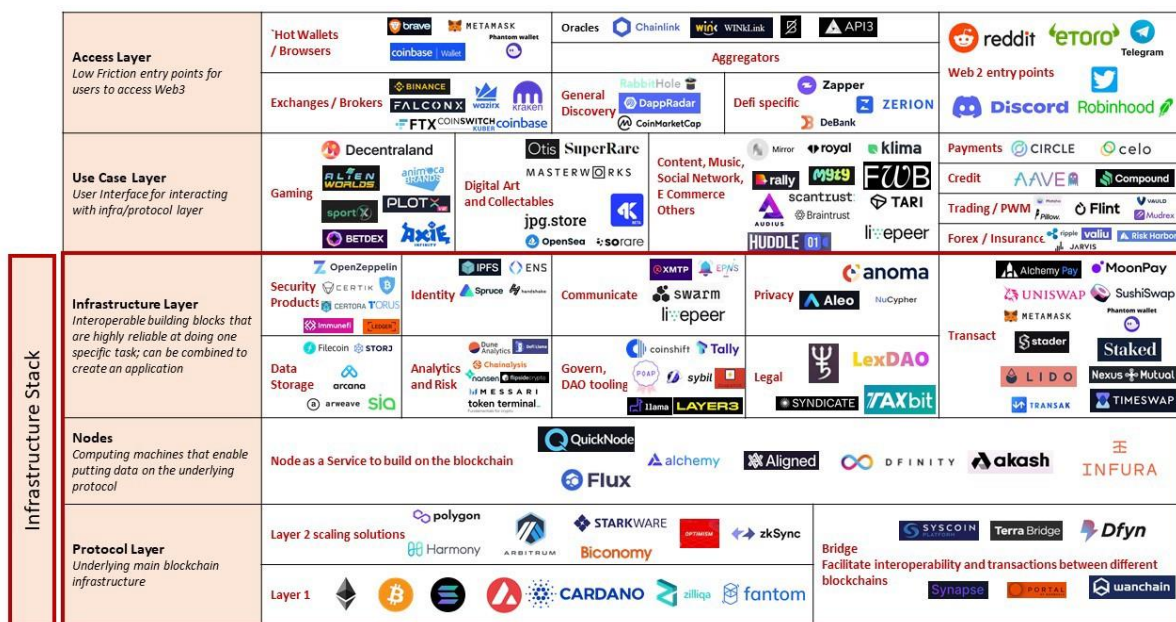 Infrastructure Stack
Access Layer
Low Friction entry points for
users to access Web3
`Hot Wallets
/ Browsers
brave
METAMASK
Phantom wallet
coinbase | Wallet
Oracles
Chainlink
wink WINkLink
API3
Aggregators
reddit
eToro
Telegram
Web 2 entry points
Discord
Robinhood
Exchanges / Brokers
BINANCE
FALCONX
wazirx
kraken
FTX
COINSWITCH
KUBER
coinbase
General
Discovery
RabbitHole
DappRadar
CoinMarketCap
Defi specific
Zapper
ZERION
DeBank
Use Case Layer
User Interface for interacting
with infra/protocol layer
Gaming
Decentraland
ALIEN
WORLDS
animoca
BRANDS
sportX
PLOTX
BETDEX
AXIE
INFINITY
Digital Art
and Collectables
Otis
SuperRare
MASTERWORKS
jpg.store
4K
OpenSea
sorare
Content, Music,
Social Network,
E Commerce
Others
Mirror
royal
klima
rally
myty
FWB
AUDIUS
scantrust
Braintrust
TARI
HUDDLE 01
livepeer
Payments
CIRCLE
celo
Credit
AAVE
Compound
Trading / PWM
Pillow.
Flint
VAULD
Mudrex
Forex / Insurance
ripple
valiu
Risk Harbor
JARVIS
Infrastructure Layer
Interoperable building blocks that
are highly reliable at doing one
specific task; can be combined to
create an application
Security
Products
OpenZeppelin
CERTIK
CERTORA
TORUS
Immunefi
LEDGER
Identity
IPFS
ENS
Spruce
handshake
Communicate
XMTP
EPNS
swarm
livepeer
Privacy
anoma
Aleo
NuCypher
Transact
Alchemy Pay
MoonPay
UNISWAP
SushiSwap
METAMASK
Phantom wallet
stader
Staked
LIDO
Nexus Mutual
TRANSAK
TIMESWAP
Data
Storage
Filecoin
STORJ
arcana
arweave
sia
Analytics
and Risk
Dune
Analytics
DefiLlama
Chainalysis
nansen
flipsidecrypto
MESSARI
token terminal
Govern,
DAO tooling
coinshift
Tally
POAP
sybil
llama
LAYER3
Legal
LexDAO
SYNDICATE
TAXbit
Nodes
Computing machines that enable
putting data on the underlying
protocol
Node as a Service to build on the blockchain
QuickNode
Flux
alchemy
Aligned
DFINITY
akash
INFURA
Protocol Layer
Underlying main blockchain
infrastructure
Layer 2 scaling solutions
polygon
Harmony
ARBITRUM
STARKWARE
Biconomy
OPTIMISM
zkSync
Layer 1
CARDANO
zilliqa
fantom
Bridge
Facilitate interoperability and transactions between different
blockchains
SYSCOIN
PLATFORM
Terra Bridge
Dfyn
Synapse
PORTAL
wanchain